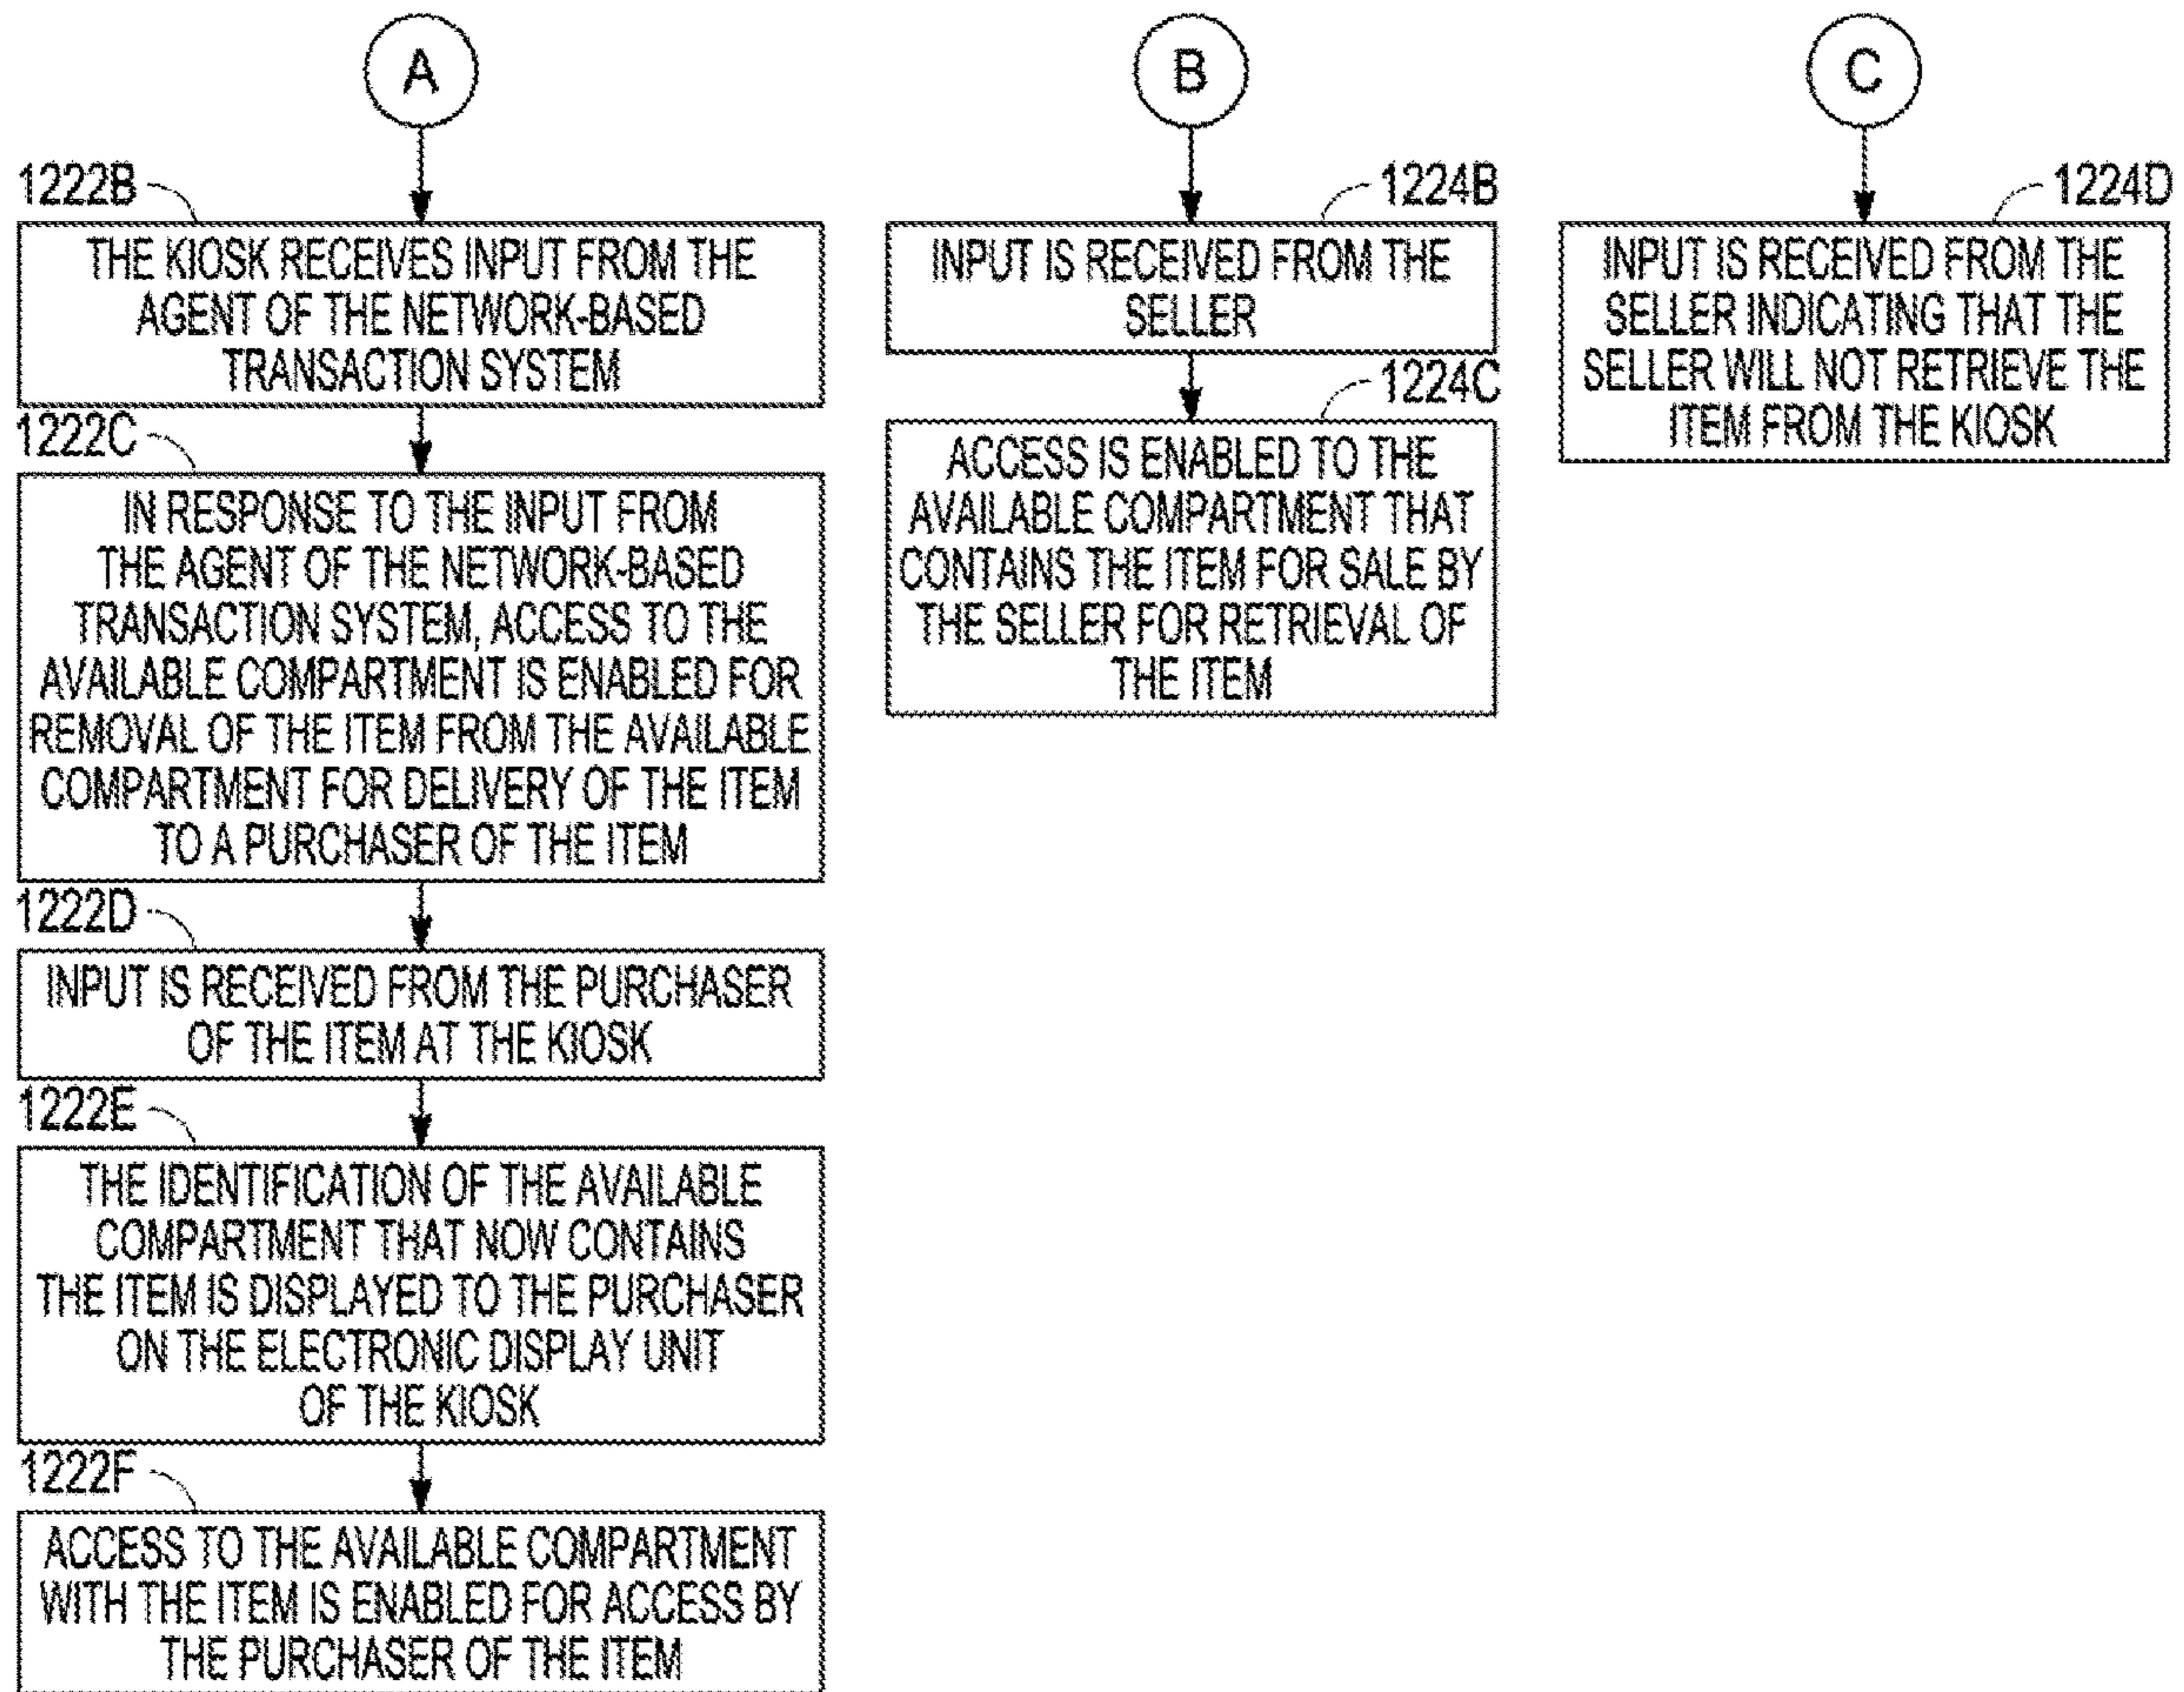 A
1222B
THE KIOSK RECEIVES INPUT FROM THE
AGENT OF THE NETWORK-BASED
TRANSACTION SYSTEM
1222C
IN RESPONSE TO THE INPUT FROM
THE AGENT OF THE NETWORK-BASED
TRANSACTION SYSTEM, ACCESS TO THE
AVAILABLE COMPARTMENT IS ENABLED FOR
REMOVAL OF THE ITEM FROM THE AVAILABLE
COMPARTMENT FOR DELIVERY OF THE ITEM
TO A PURCHASER OF THE ITEM
1222D
INPUT IS RECEIVED FROM THE PURCHASER
OF THE ITEM AT THE KIOSK
1222E
THE IDENTIFICATION OF THE AVAILABLE
COMPARTMENT THAT NOW CONTAINS
THE ITEM IS DISPLAYED TO THE PURCHASER
ON THE ELECTRONIC DISPLAY UNIT
OF THE KIOSK
1222F
ACCESS TO THE AVAILABLE COMPARTMENT
WITH THE ITEM IS ENABLED FOR ACCESS BY
THE PURCHASER OF THE ITEM
B
1224B
INPUT IS RECEIVED FROM THE
SELLER
1224C
ACCESS IS ENABLED TO THE
AVAILABLE COMPARTMENT THAT
CONTAINS THE ITEM FOR SALE BY
THE SELLER FOR RETRIEVAL OF
THE ITEM
C
1224D
INPUT IS RECEIVED FROM THE
SELLER INDICATING THAT THE
SELLER WILL NOT RETRIEVE THE
ITEM FROM THE KIOSK